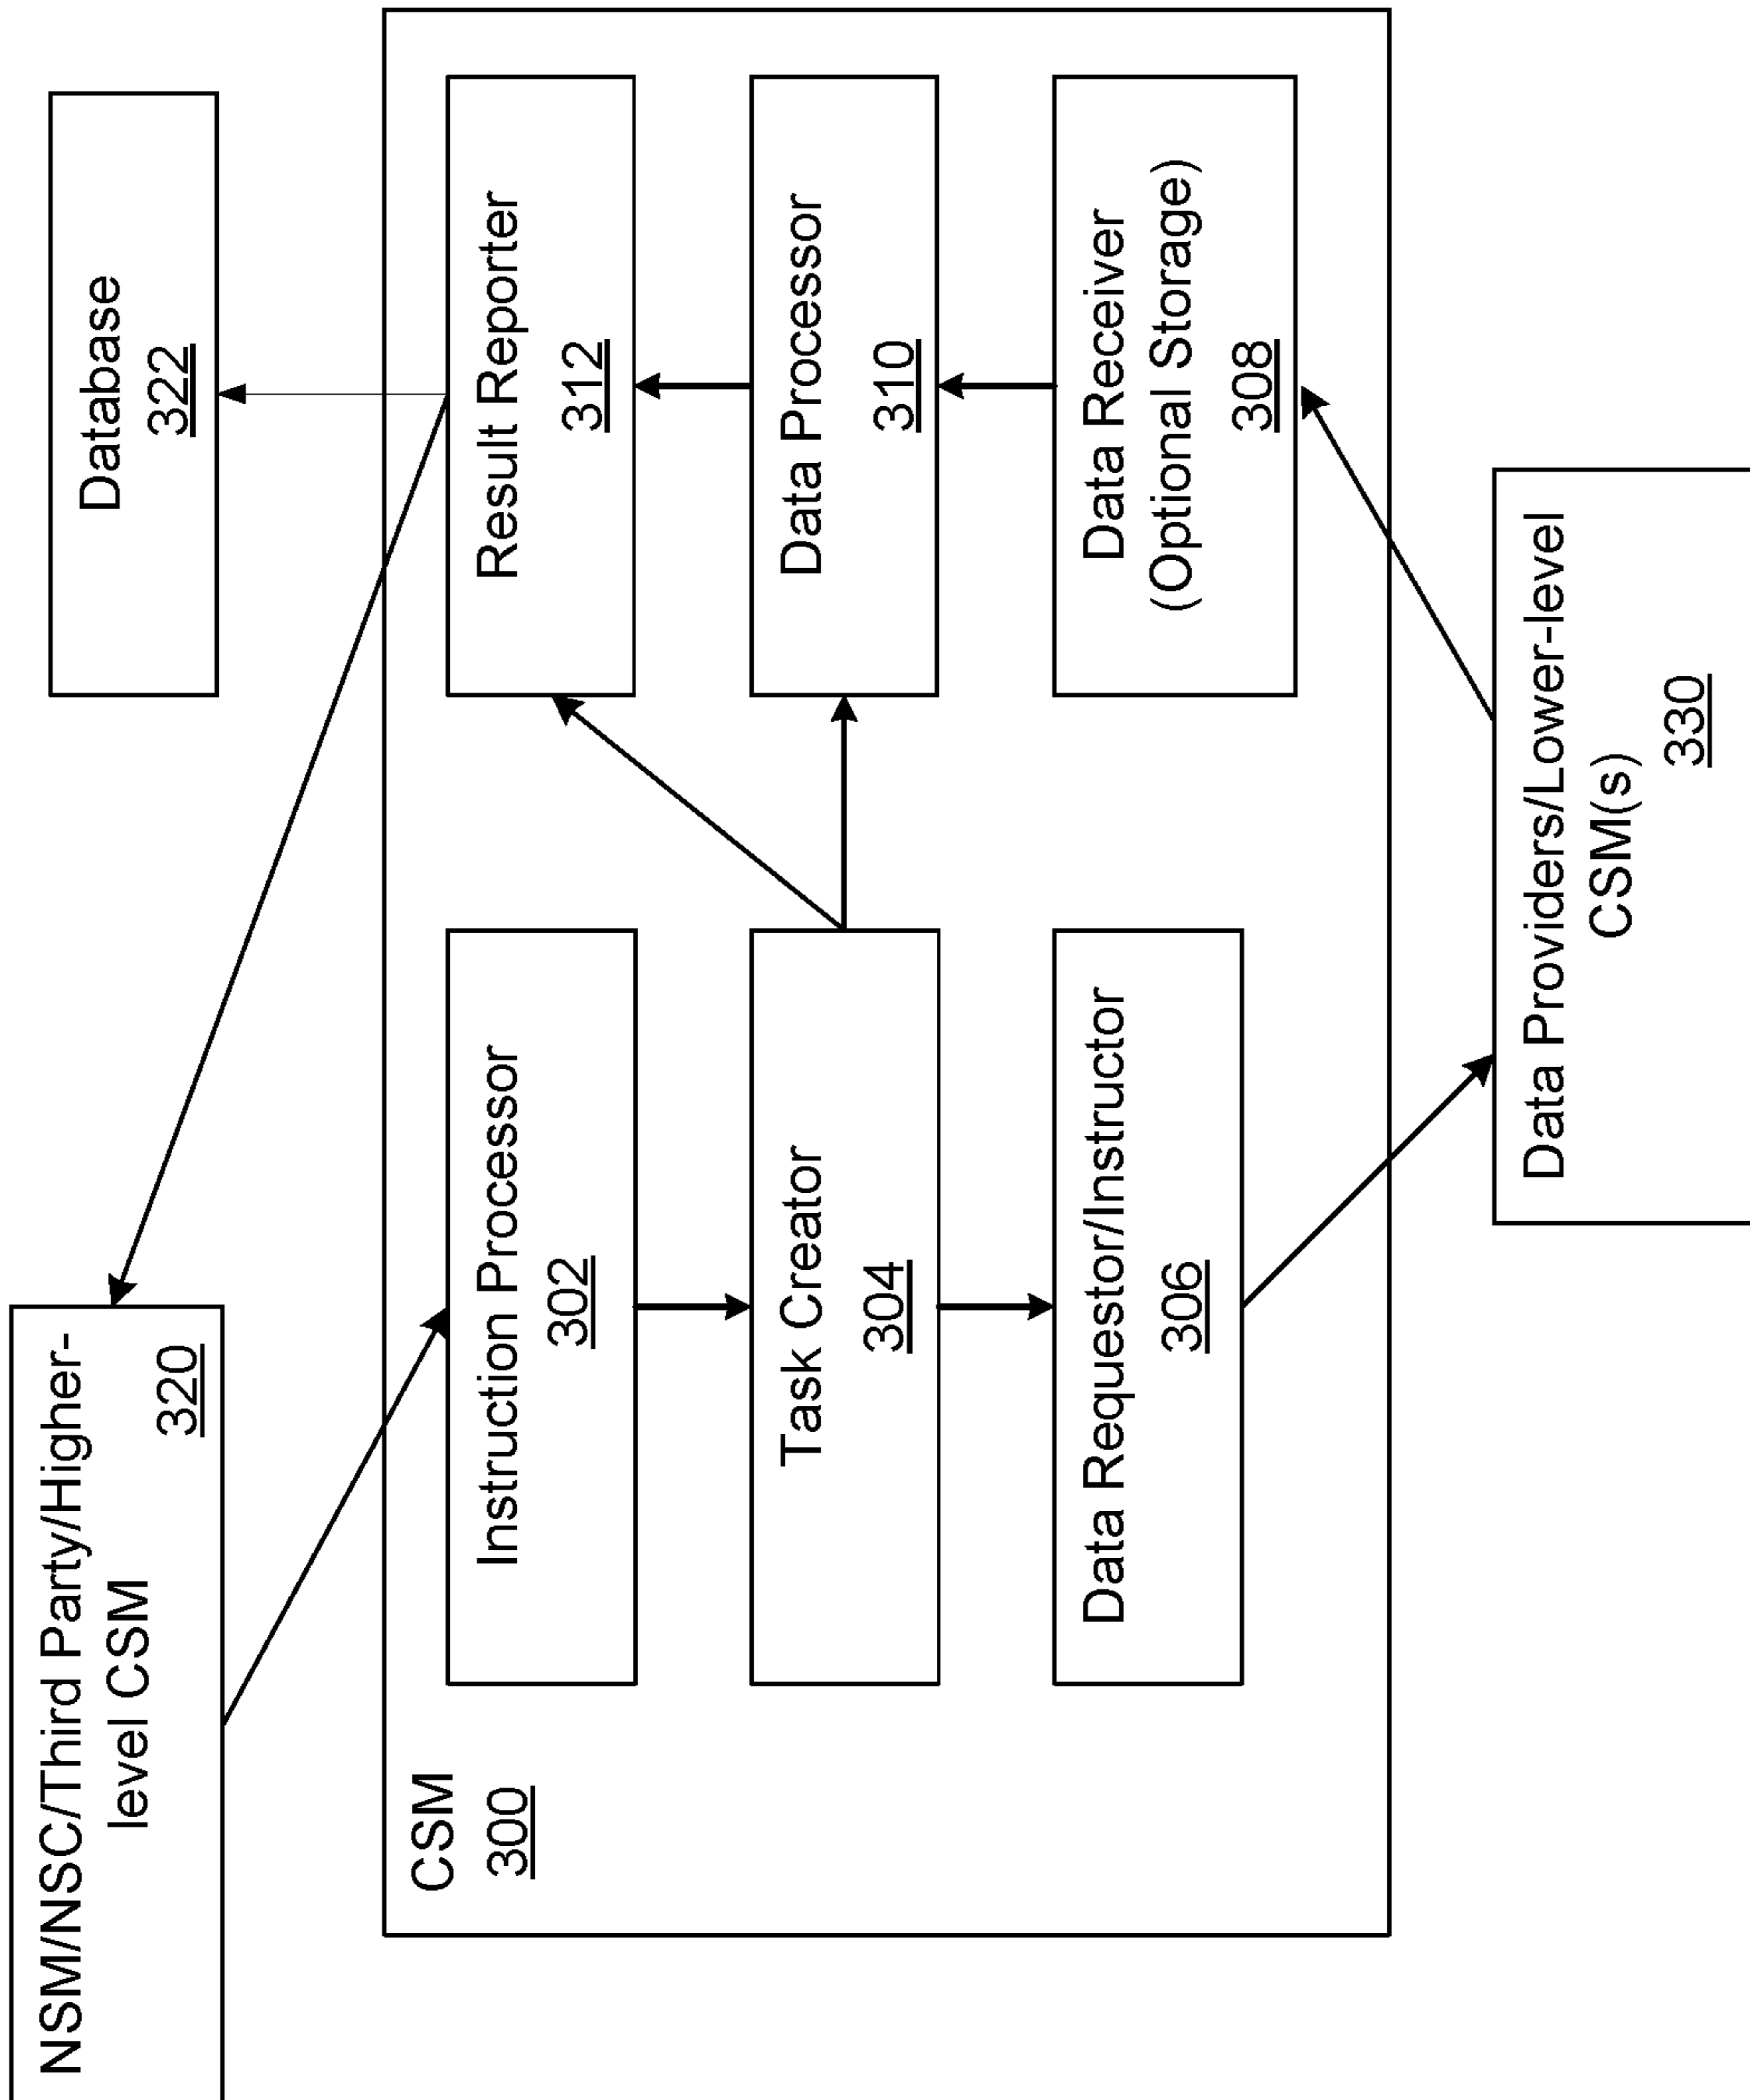 NSM/NSC/Third Party/Higher-
level CSM
320
Database
322
CSM
300
Instruction Processor
302
Result Reporter
312
Task Creator
304
Data Processor
310
Data Requestor/Instructor
306
Data Receiver
(Optional Storage)
308
Data Providers/Lower-level
CSM(s)
330